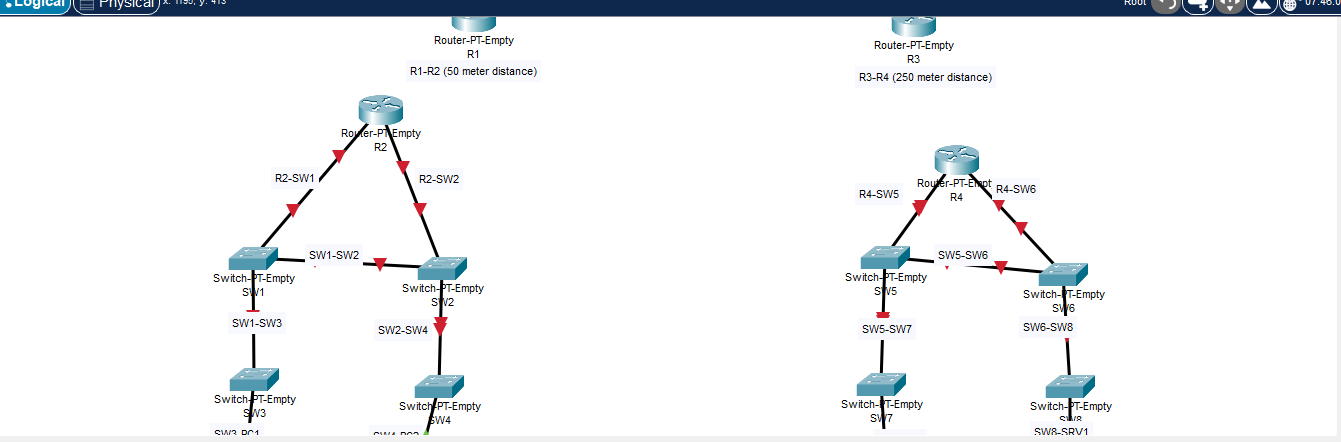 Logical
Physical
x: 1195, y: 413
Root
07:46:0
Router-PT-Empty
R1
R1-R2 (50 meter distance)
Router-PT-Empty
R3
R3-R4 (250 meter distance)
Router-PT-Empty
R2
R2-SW1
R2-SW2
Router-PT-Empt
R4
R4-SW5
R4-SW6
SW1-SW2
Switch-PT-Empty
SW1
Switch-PT-Empty
SW2
SW5-SW6
Switch-PT-Empty
SW5
Switch-PT-Empty
SW6
SW1-SW3
SW2-SW4
SW5-SW7
SW6-SW8
Switch-PT-Empty
SW3
Switch-PT-Empty
SW4
Switch-PT-Empty
SW7
Switch-PT-Empty
SW8
SW3-PC1
SW4-PC2
SW8-SRV1